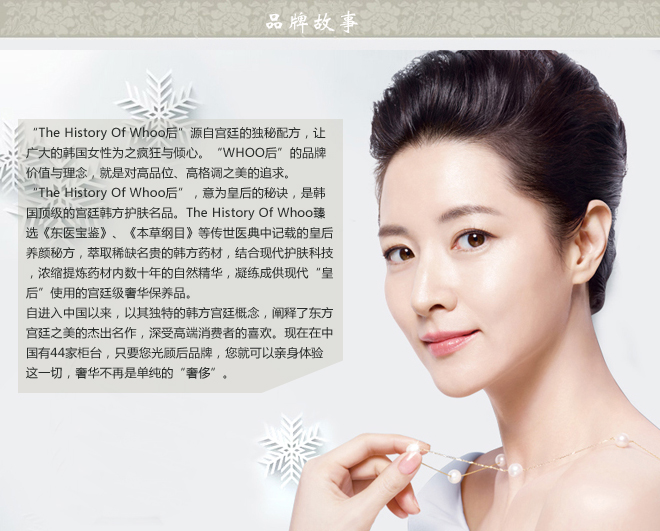 品牌故事
“The History Of Whoo后”源自宫廷的独秘配方，让
广大的韩国女性为之疯狂与倾心。“WHOO后”的品牌
价值与理念，就是对高品位、高格调之美的追求。
“The History Of Whoo后”，意为皇后的秘诀，是韩
国顶级的宫廷韩方护肤名品。The History Of Whoo臻
选《东医宝鉴》、《本草纲目》等传世医典中记载的皇后
养颜秘方，萃取稀缺名贵的韩方药材，结合现代护肤科技
，浓缩提炼药材内数十年的自然精华，凝练成供现代“皇
后”使用的宫廷级奢华保养品。
自进入中国以来，以其独特的韩方宫廷概念，阐释了东方
宫廷之美的杰出名作，深受高端消费者的喜欢。现在在中
国有44家柜台，只要您光顾后品牌，您就可以亲身体验
这一切，奢华不再是单纯的“奢侈”。